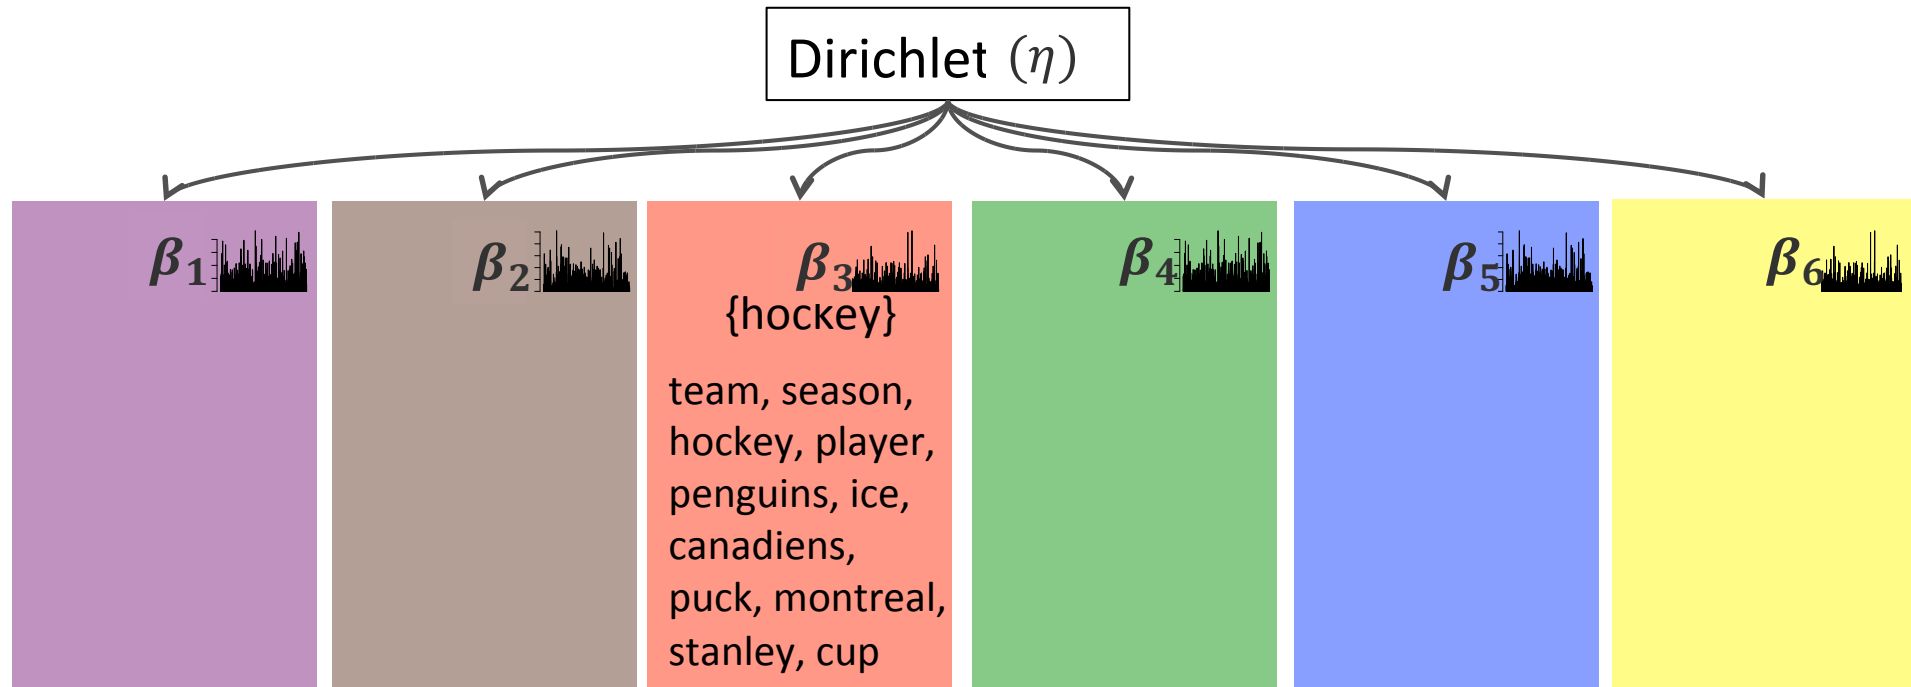 Dirichlet (η)
β₁
β₂
β₃
β₄
β₅
β₆
{hockey}
team, season,
hockey, player,
penguins, ice,
canadiens,
puck, montreal,
stanley, cup